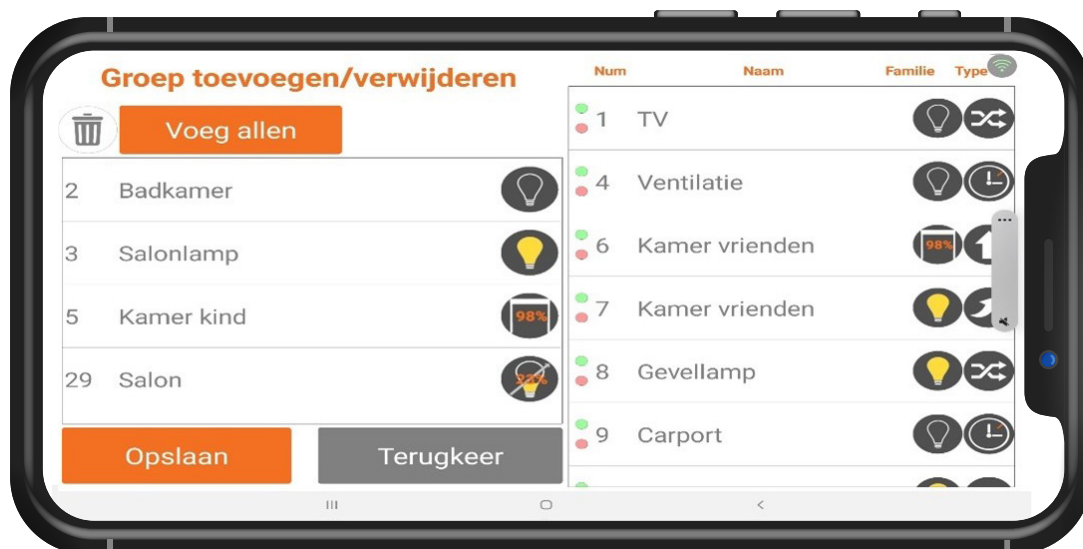 Groep toevoegen/verwijderen
Voeg allen
2 Badkamer
3 Salonlamp
5 Kamer kind 98%
29 Salon 23%
Opslaan
Terugkeer
Num Naam Familie Type
1 TV
4 Ventilatie
6 Kamer vrienden 98%
7 Kamer vrienden
8 Gevellamp
9 Carport